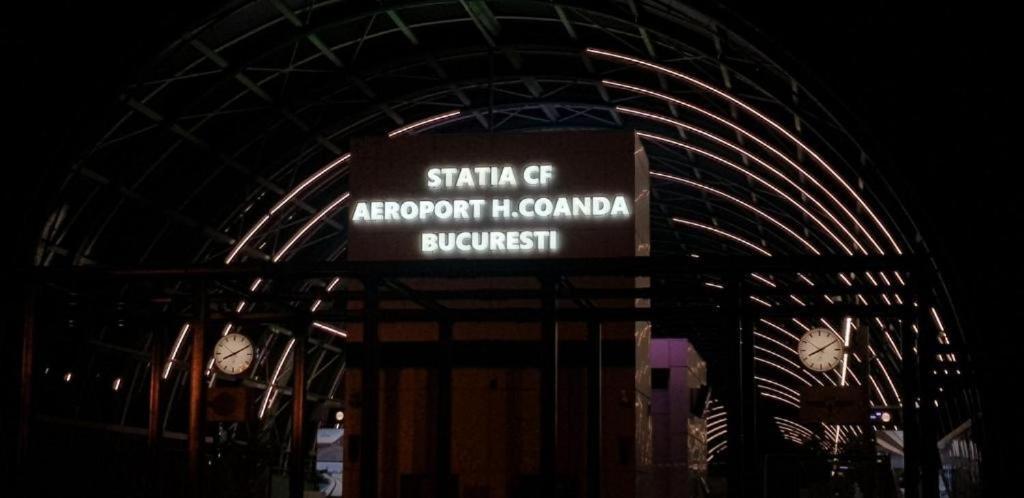 STATIA CF
AEROPORT H.COANDA
BUCURESTI